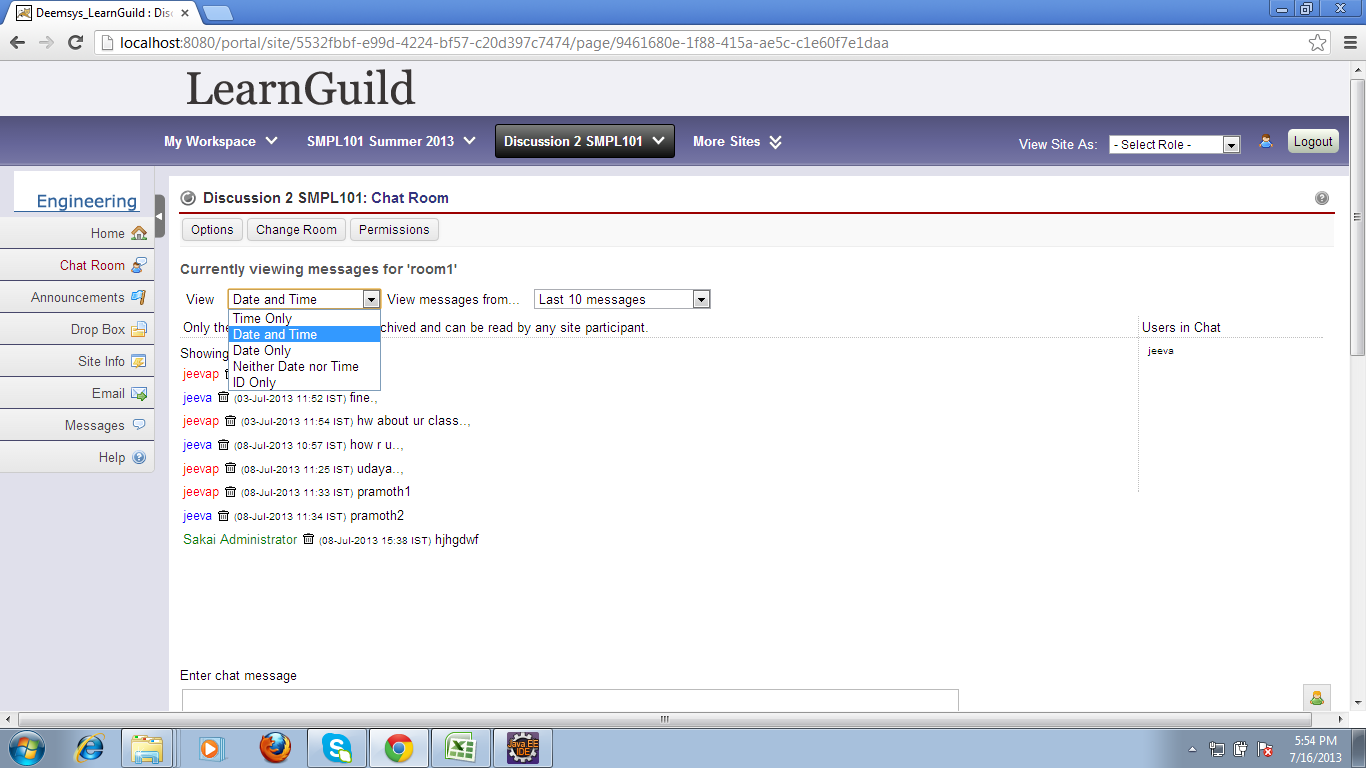 Deemsys_LearnGuild : Dis
localhost:8080/portal/site/5532fbbf-e99d-4224-bf57-c20d397c7474/page/9461680e-1f88-415a-ae5c-c1e60f7e1daa
LearnGuild
My Workspace SMPL101 Summer 2013 Discussion 2 SMPL101 More Sites View Site As: - Select Role - Logout
Engineering
Home
Chat Room
Announcements
Drop Box
Site Info
Email
Messages
Help
Discussion 2 SMPL101: Chat Room
Options Change Room Permissions
Currently viewing messages for 'room1'
View Date and Time View messages from... Last 10 messages
Time Only
Date and Time
Date Only
Neither Date nor Time
ID Only
Only the chived and can be read by any site participant.
Users in Chat
jeeva
Showing
jeevap
jeeva (03-Jul-2013 11:52 IST) fine.,
jeevap (03-Jul-2013 11:54 IST) hw about ur class..,
jeeva (08-Jul-2013 10:57 IST) how r u..,
jeevap (08-Jul-2013 11:25 IST) udaya..,
jeevap (08-Jul-2013 11:33 IST) pramoth1
jeeva (08-Jul-2013 11:34 IST) pramoth2
Sakai Administrator (08-Jul-2013 15:38 IST) hjhgdwf
Enter chat message
Java EE
IDE
5:54 PM
7/16/2013